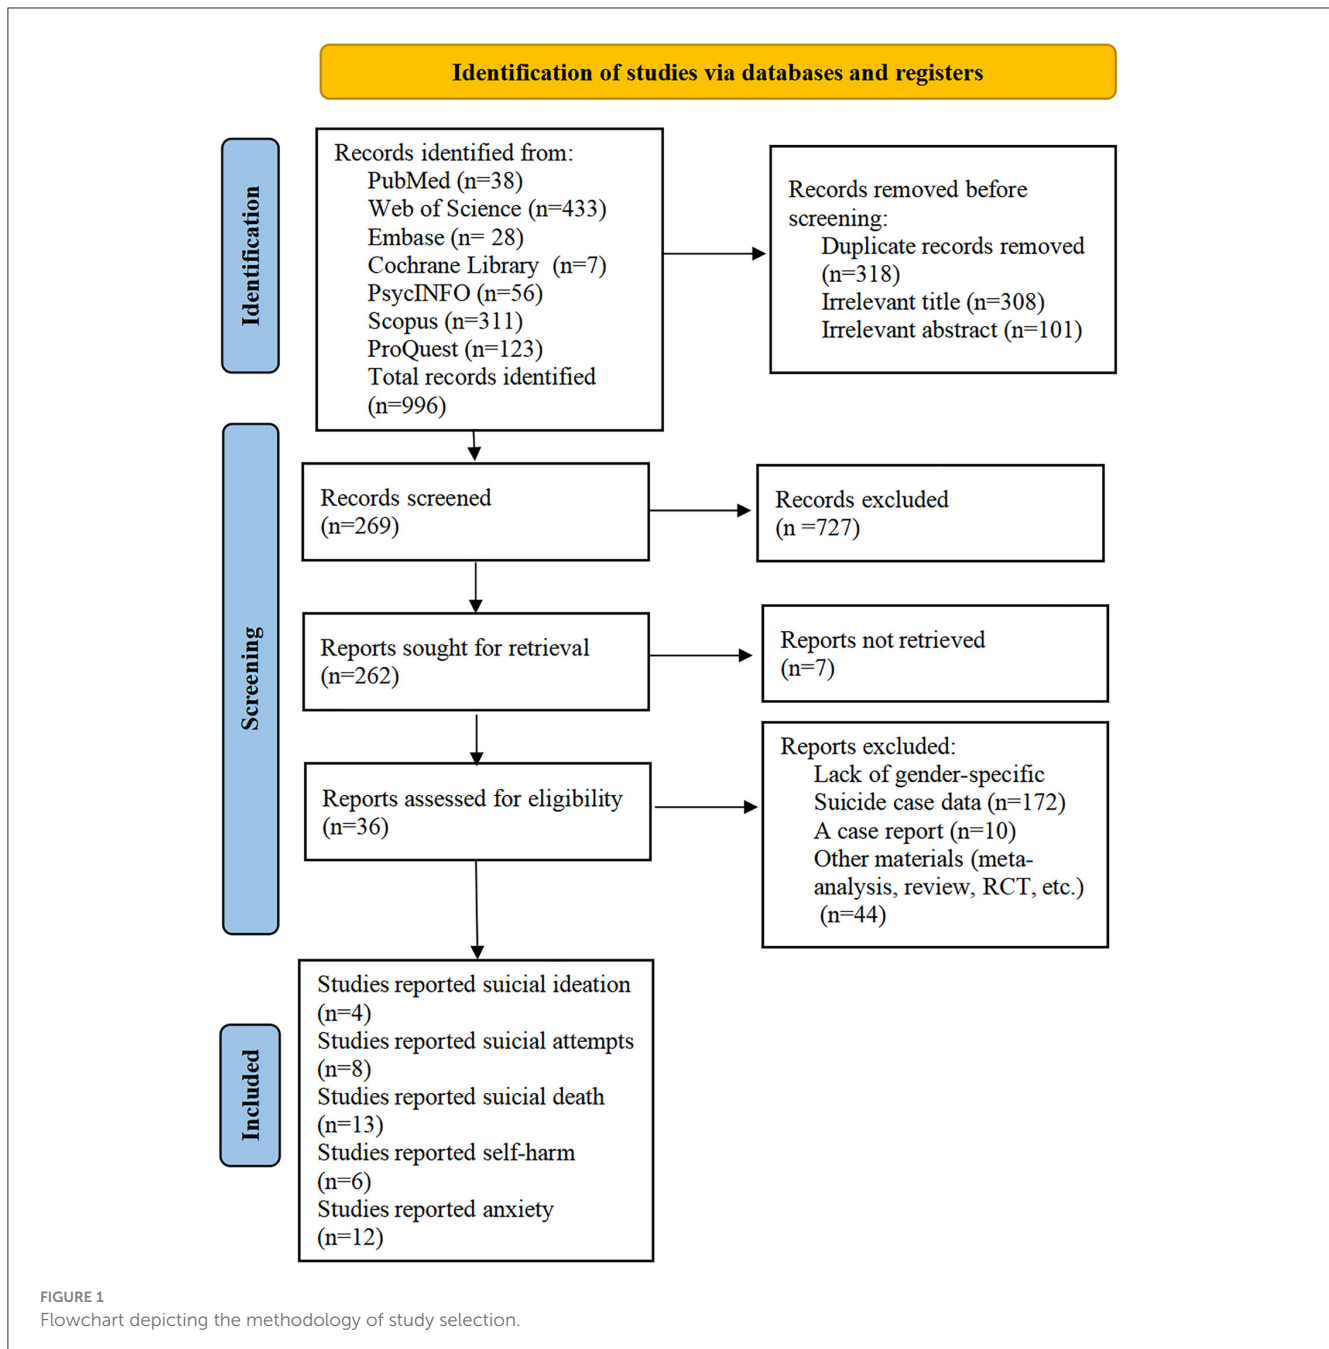 Identification of studies via databases and registers
Identification
Records identified from:
PubMed (n=38)
Web of Science (n=433)
Embase (n= 28)
Cochrane Library (n=7)
PsycINFO (n=56)
Scopus (n=311)
ProQuest (n=123)
Total records identified
(n=996)
Records removed before
screening:
Duplicate records removed
(n=318)
Irrelevant title (n=308)
Irrelevant abstract (n=101)
Screening
Records screened
(n=269)
Records excluded
(n =727)
Reports sought for retrieval
(n=262)
Reports not retrieved
(n=7)
Reports assessed for eligibility
(n=36)
Reports excluded:
Lack of gender-specific
Suicide case data (n=172)
A case report (n=10)
Other materials (meta-
analysis, review, RCT, etc.)
(n=44)
Included
Studies reported suicial ideation
(n=4)
Studies reported suicial attempts
(n=8)
Studies reported suicial death
(n=13)
Studies reported self-harm
(n=6)
Studies reported anxiety
(n=12)
FIGURE 1
Flowchart depicting the methodology of study selection.